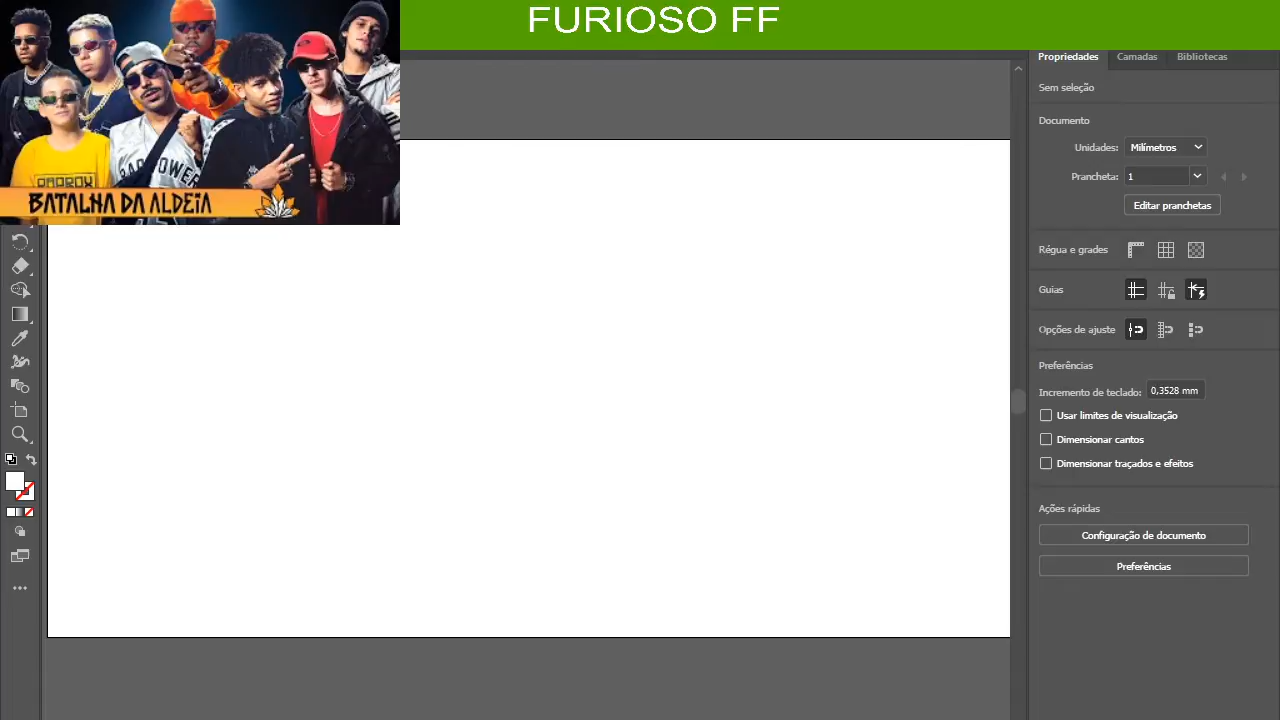 FURIOSO FF
PADROX
BATALHA DA ALDEIA
Propriedades Camadas Bibliotecas
Sem seleção
Documento
Unidades: Milímetros
Prancheta: 1
Editar pranchetas
Régua e grades
Guias
Opções de ajuste
Preferências
Incremento de teclado: 0,3528 mm
Usar limites de visualização
Dimensionar cantos
Dimensionar traçados e efeitos
Ações rápidas
Configuração de documento
Preferências